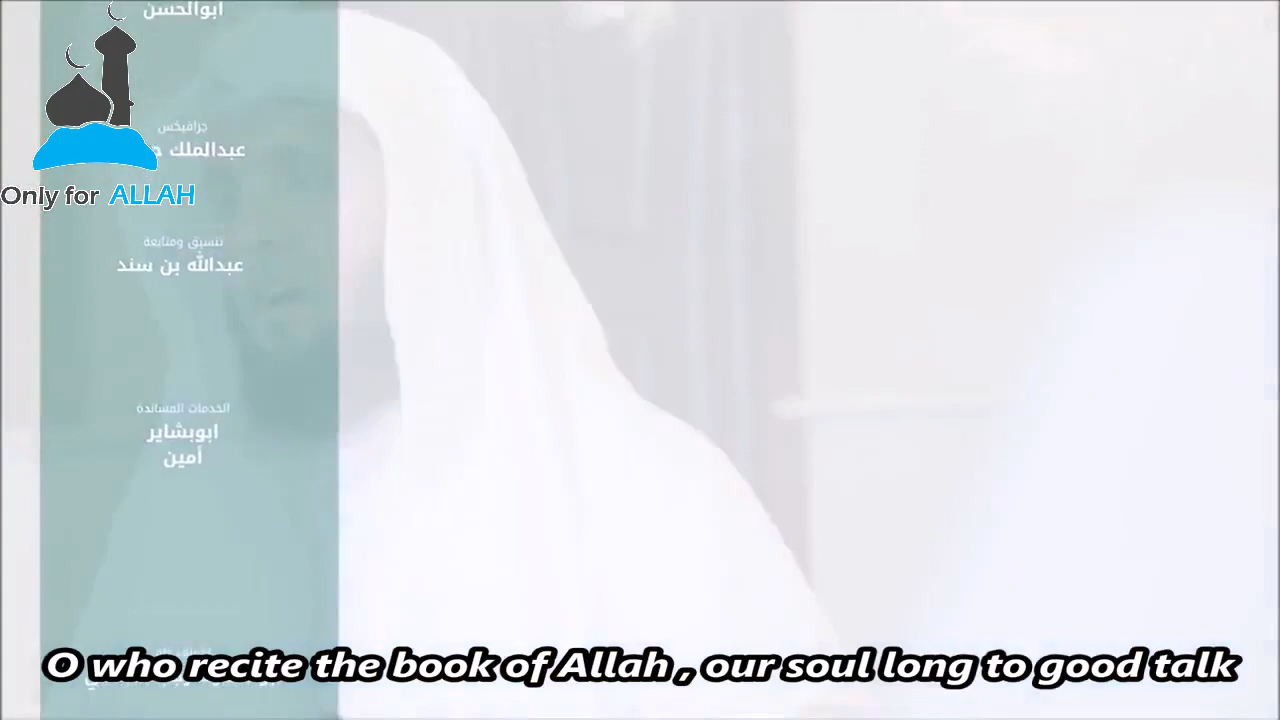 ابوالحسن
جرافيكس
عبدالملك
Only for ALLAH
تنسيق ومتابعة
عبدالله بن سند
الخدمات المساندة
ابوبشاير
أمين
O who recite the book of Allah , our soul long to good talk